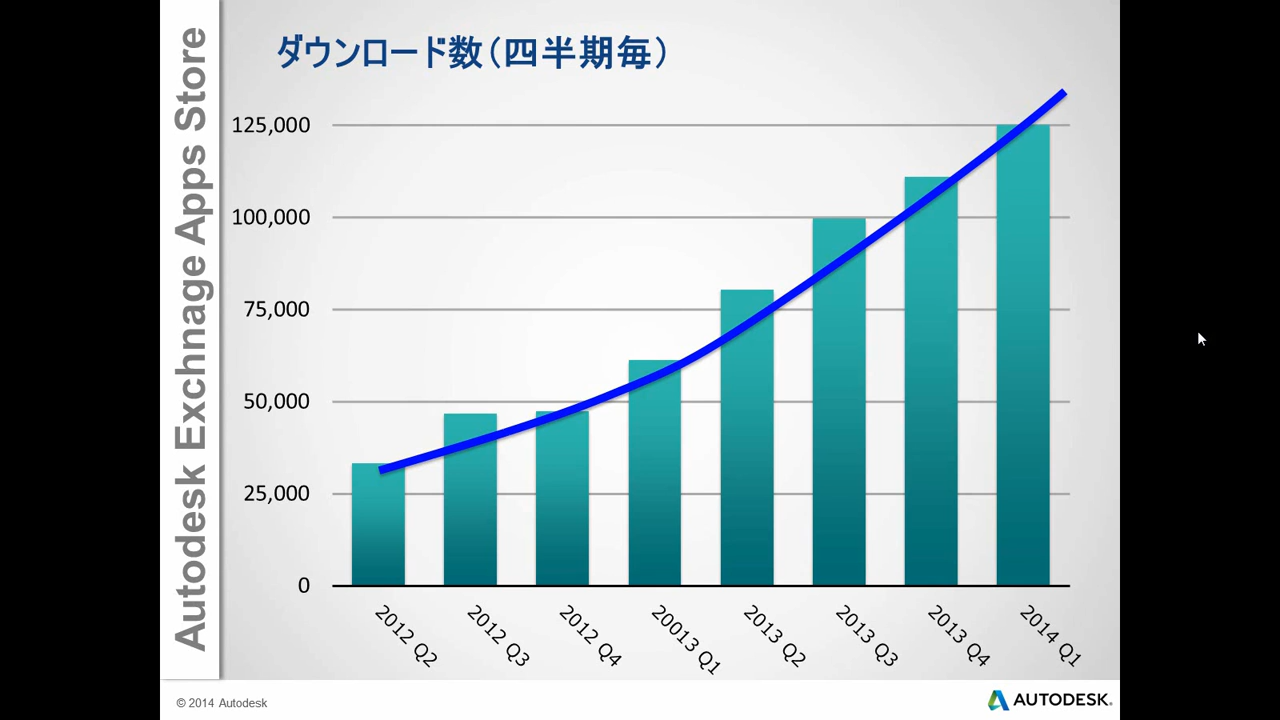 ダウンロード数（四半期毎）
Autodesk Exchnage Apps Store
125,000
100,000
75,000
50,000
25,000
0
2012 Q2
2012 Q3
2012 Q4
20013 Q1
2013 Q2
2013 Q3
2013 Q4
2014 Q1
© 2014 Autodesk
AUTODESK.